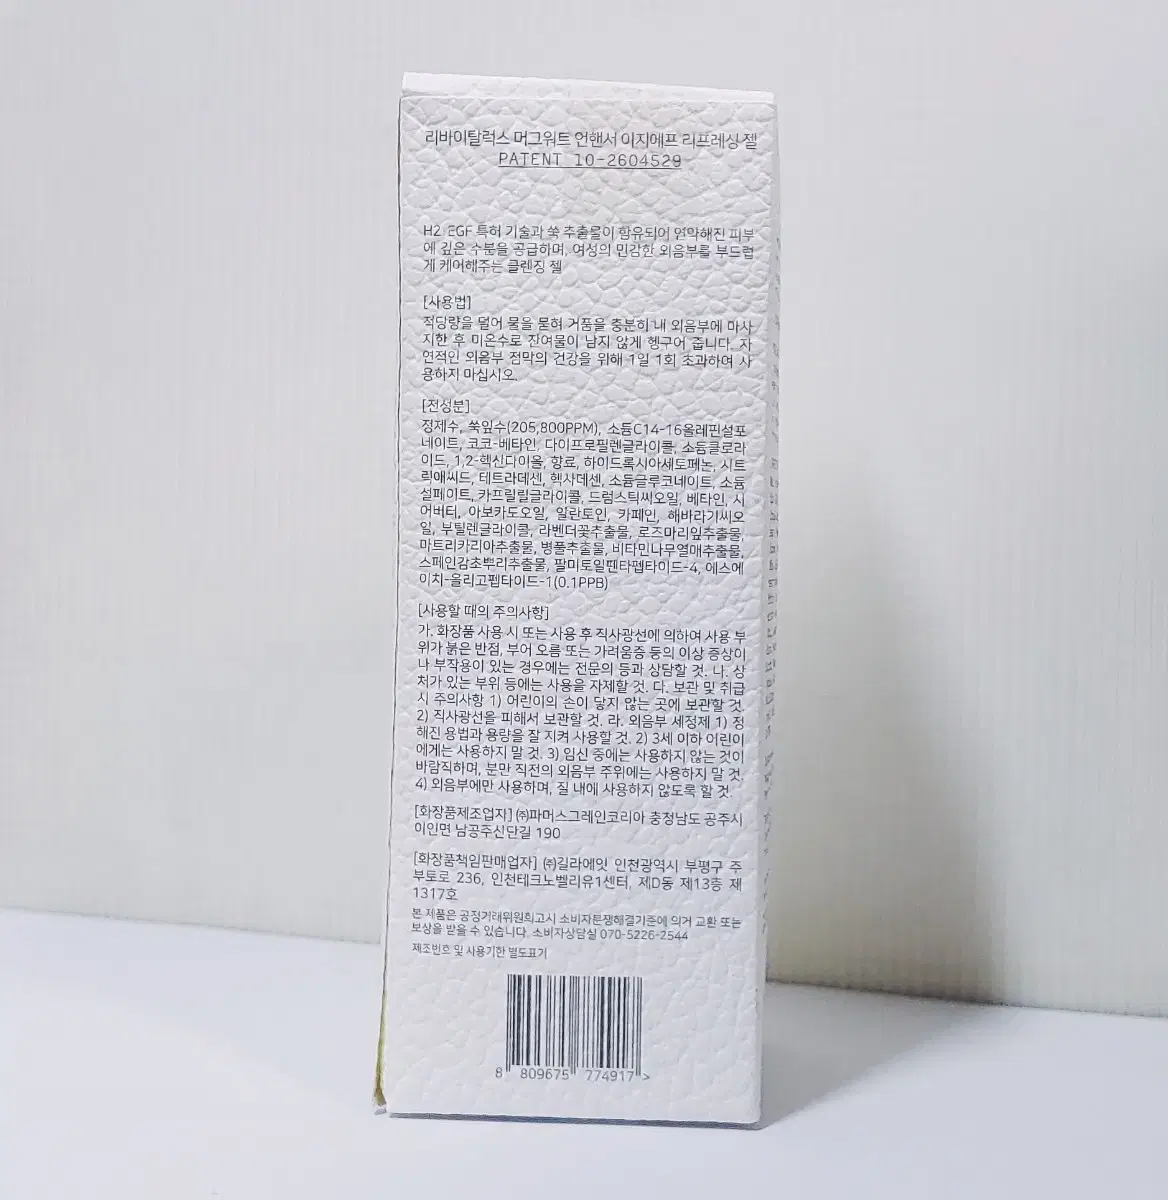 리바이탈럭스 머그워트 언핸서 이지에프 리프레싱 젤
PATENT 10-2604529
H2. EGF 특허 기술과 쑥 추출물이 함유되어 연약해진 피부
에 깊은 수분을 공급하며, 여성의 민감한 외음부를 부드럽
게 케어해주는 클렌징 젤
[사용법]
적당량을 덜어 물을 묻혀 거품을 충분히 내 외음부에 마사
지한 후 미온수로 잔여물이 남지 않게 헹구어 줍니다. 자
연적인 외음부 점막의 건강을 위해 1일 1회 초과하여 사
용하지 마십시오.
[전성분]
정제수, 쑥잎수(205,800PPM), 소듐C14-16올레핀설포
네이트, 코코-베타인, 다이프로필렌글라이콜, 소듐클로라
이드, 1,2-헥신다이올, 향료, 하이드록시아세토페논, 시트
릭애씨드, 테트라데센, 헥사데센, 소듐글루코네이트, 소듐
설페이트, 카프릴릴글라이콜, 드럼스틱씨오일, 베타인, 시
어버터, 아보카도오일, 알란토인, 카페인, 해바라기씨오
일, 부틸렌글라이콜, 라벤더꽃추출물, 로즈마리잎추출물,
마트리카리아추출물, 병풀추출물, 비타민나무열매추출물,
스페인감초뿌리추출물, 팔미토일펜타펩타이드-4, 에스에
이치-올리고펩타이드-1(0.1PPB)
[사용할 때의 주의사항]
가. 화장품 사용 시 또는 사용 후 직사광선에 의하여 사용 부
위가 붉은 반점, 부어 오름 또는 가려움증 등의 이상 증상이
나 부작용이 있는 경우에는 전문의 등과 상담할 것. 나. 상
처가 있는 부위 등에는 사용을 자제할 것. 다. 보관 및 취급
시 주의사항 1) 어린이의 손이 닿지 않는 곳에 보관할 것.
2) 직사광선을 피해서 보관할 것. 라. 외음부 세정제 1) 정
해진 용법과 용량을 잘 지켜 사용할 것. 2) 3세 이하 어린이
에게는 사용하지 말 것. 3) 임신 중에는 사용하지 않는 것이
바람직하며, 분만 직전의 외음부 주위에는 사용하지 말 것.
4) 외음부에만 사용하며, 질 내에 사용하지 않도록 할 것.
[화장품제조업자] ㈜파머스그레인코리아 충청남도 공주시
이인면 남공주신단길 190
[화장품책임판매업자] ㈜길라에잇 인천광역시 부평구 주
부토로 236, 인천테크노벨리유1센터, 제D동 제13층 제
1317호
본 제품은 공정거래위원회고시 소비자분쟁해결기준에 의거 교환 또는
보상을 받을 수 있습니다. 소비자상담실 070-5226-2544
제조번호 및 사용기한 별도표기
8 809675 774917 >